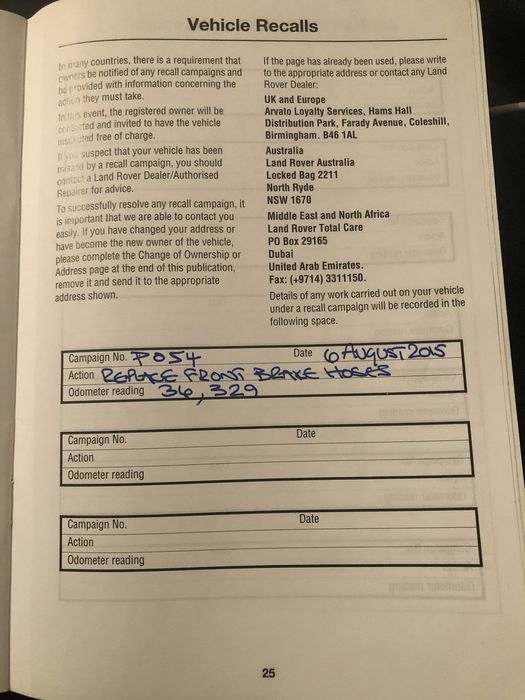 Vehicle Recalls
In many countries, there is a requirement that
owners be notified of any recall campaigns and
be provided with information concerning the
action they must take.
In this event, the registered owner will be
contacted and invited to have the vehicle
inspected free of charge.
If you suspect that your vehicle has been
missed by a recall campaign, you should
contact a Land Rover Dealer/Authorised
Repairer for advice.
To successfully resolve any recall campaign, it
is important that we are able to contact you
easily. If you have changed your address or
have become the new owner of the vehicle,
please complete the Change of Ownership or
Address page at the end of this publication,
remove it and send it to the appropriate
address shown.
If the page has already been used, please write
to the appropriate address or contact any Land
Rover Dealer:
UK and Europe
Arvato Loyalty Services, Hams Hall
Distribution Park, Farady Avenue, Coleshill,
Birmingham. B46 1AL
Australia
Land Rover Australia
Locked Bag 2211
North Ryde
NSW 1670
Middle East and North Africa
Land Rover Total Care
PO Box 29165
Dubai
United Arab Emirates.
Fax: (+9714) 3311150.
Details of any work carried out on your vehicle
under a recall campaign will be recorded in the
following space.
Campaign No. P054 Date 6 AUGUST 2015
Action REPLACE FRONT BRAKE HOSES
Odometer reading 36,329
Campaign No. Date
Action
Odometer reading
Campaign No. Date
Action
Odometer reading
25